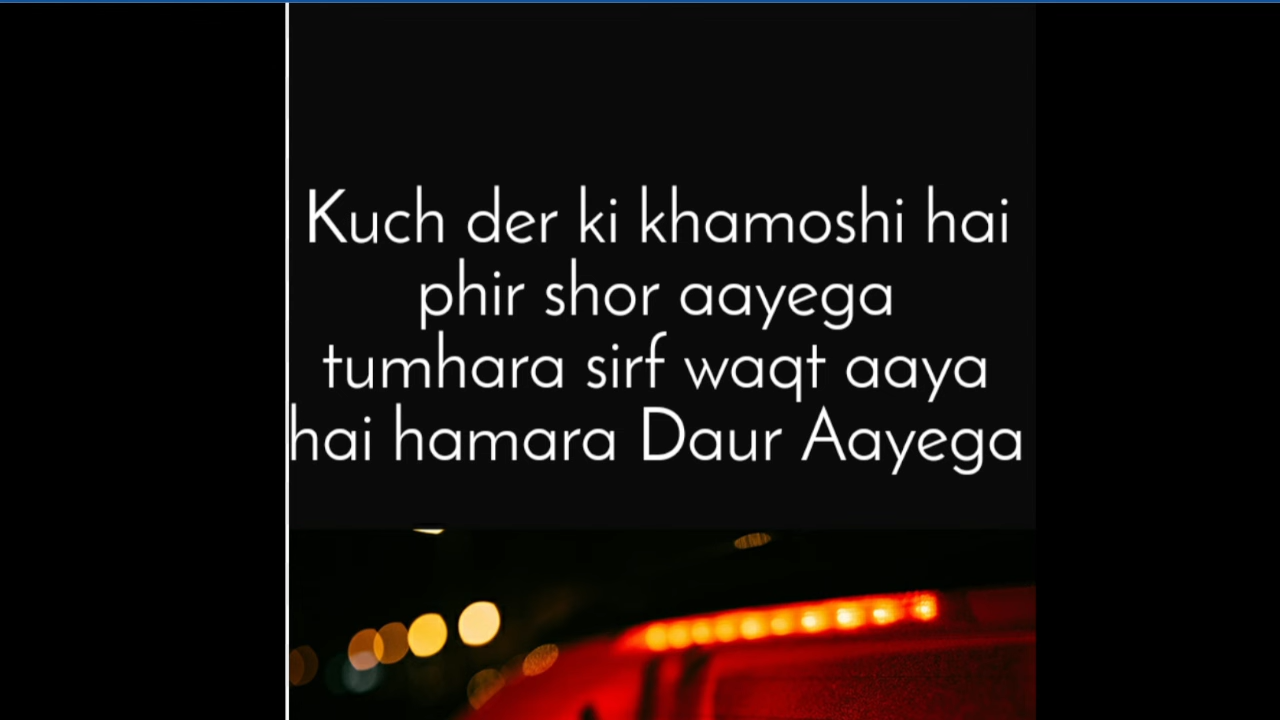 Kuch der ki khamoshi hai
phir shor aayega
tumhara sirf waqt aaya
hai hamara Daur Aayega